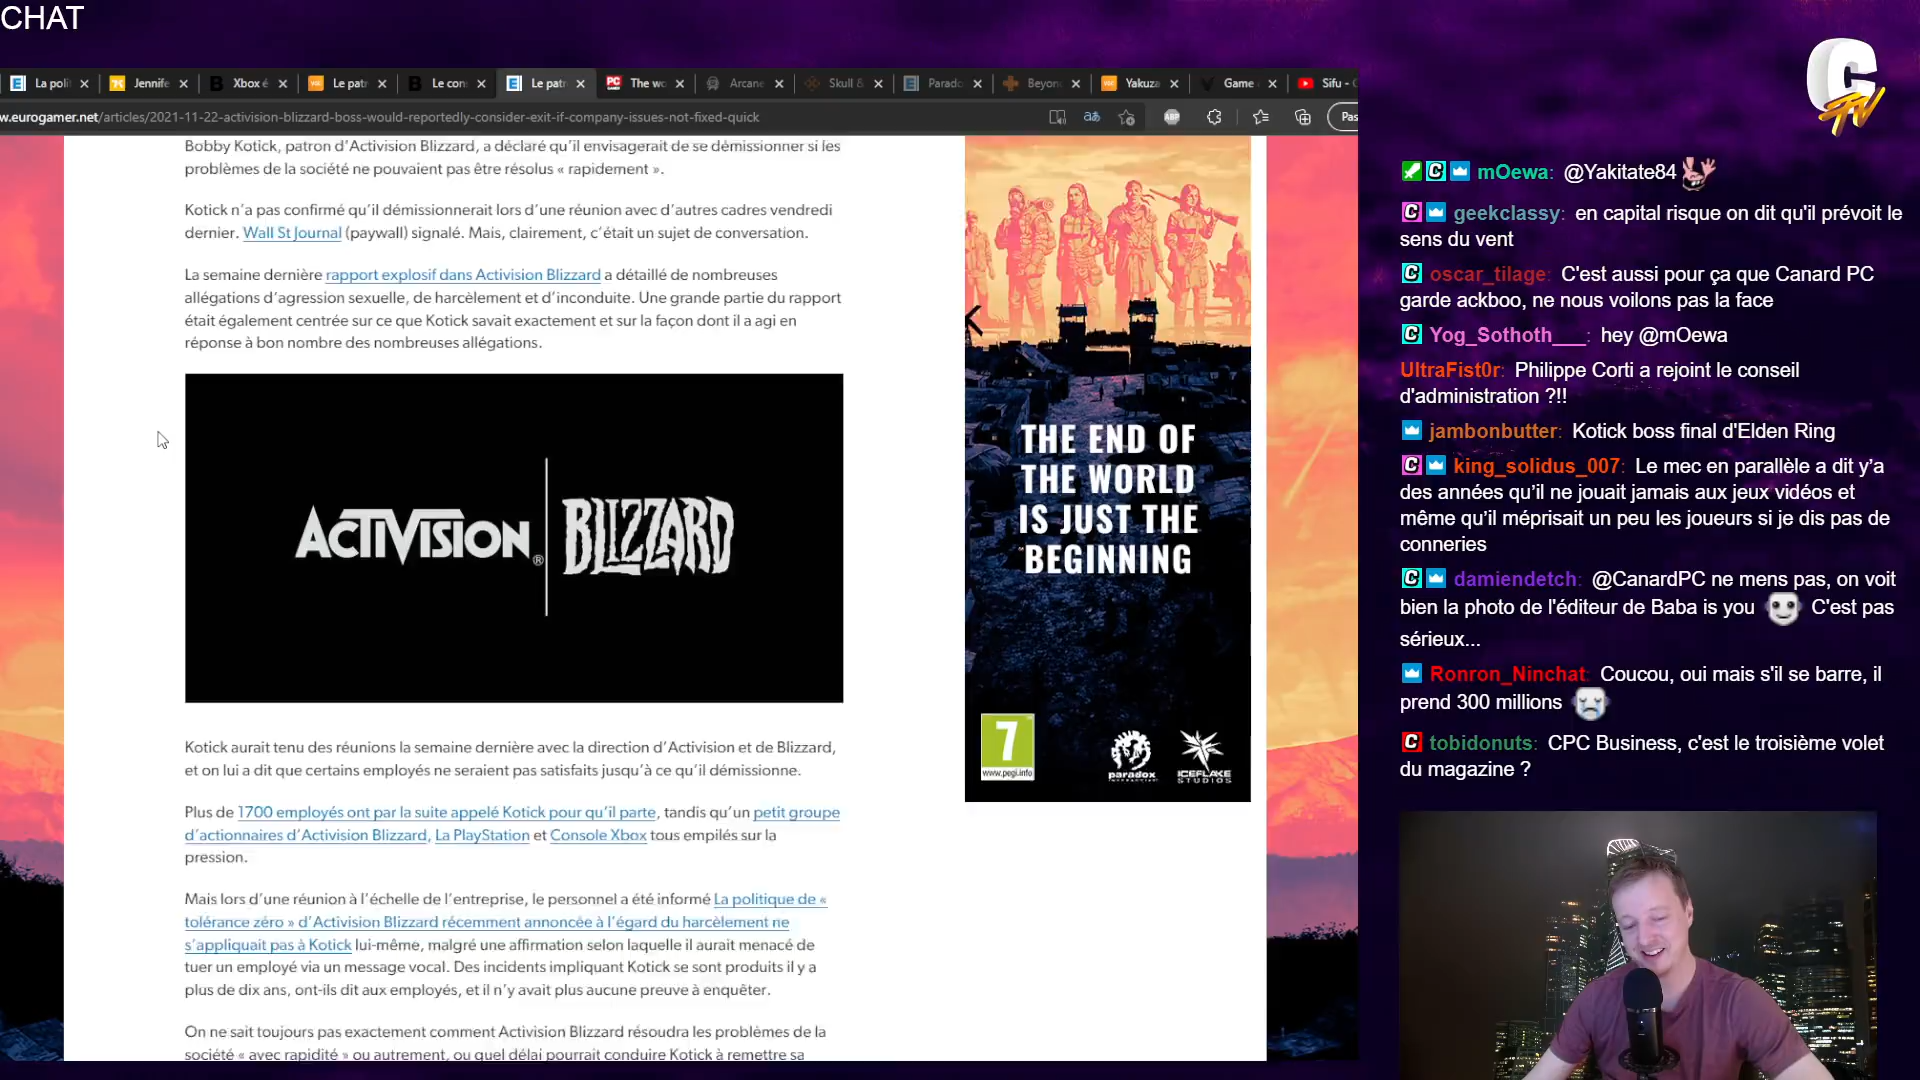 CHAT
La poli
Jennife
Xbox é
Le patr
Le con
Le patr
The wo
Arcane
Skull &
Parado
Beyon
Yakuza
Game
Sifu -
w.eurogamer.net/articles/2021-11-22-activision-blizzard-boss-would-reportedly-consider-exit-if-company-issues-not-fixed-quick
Pas
Bobby Kotick, patron d'Activision Blizzard, a déclaré qu'il envisagerait de se démissionner si les
problèmes de la société ne pouvaient pas être résolus « rapidement ».
Kotick n'a pas confirmé qu'il démissionnerait lors d'une réunion avec d'autres cadres vendredi
dernier. Wall St Journal (paywall) signalé. Mais, clairement, c'était un sujet de conversation.
La semaine dernière rapport explosif dans Activision Blizzard a détaillé de nombreuses
allégations d'agression sexuelle, de harcèlement et d'inconduite. Une grande partie du rapport
était également centrée sur ce que Kotick savait exactement et sur la façon dont il a agi en
réponse à bon nombre des nombreuses allégations.
ACTIVISION® BLIZZARD
Kotick aurait tenu des réunions la semaine dernière avec la direction d'Activision et de Blizzard,
et on lui a dit que certains employés ne seraient pas satisfaits jusqu'à ce qu'il démissionne.
Plus de 1700 employés ont par la suite appelé Kotick pour qu'il parte, tandis qu'un petit groupe
d'actionnaires d'Activision Blizzard, La PlayStation et Console Xbox tous empilés sur la
pression.
Mais lors d'une réunion à l'échelle de l'entreprise, le personnel a été informé La politique de «
tolérance zéro » d'Activision Blizzard récemment annoncée à l'égard du harcèlement ne
s'appliquait pas à Kotick lui-même, malgré une affirmation selon laquelle il aurait menacé de
tuer un employé via un message vocal. Des incidents impliquant Kotick se sont produits il y a
plus de dix ans, ont-ils dit aux employés, et il n'y avait plus aucune preuve à enquêter.
On ne sait toujours pas exactement comment Activision Blizzard résoudra les problèmes de la
société « avec rapidité » ou autrement, ou quel délai pourrait conduire Kotick à remettre sa
THE END OF
THE WORLD
IS JUST THE
BEGINNING
7
www.pegi.info
paradox
INTERACTIVE
ICEFLAKE
STUDIOS
C
TV
mOewa: @Yakitate84
geekclassy: en capital risque on dit qu'il prévoit le
sens du vent
oscar_tilage: C'est aussi pour ça que Canard PC
garde ackboo, ne nous voilons pas la face
Yog_Sothoth___: hey @mOewa
UltraFist0r: Philippe Corti a rejoint le conseil
d'administration ?!!
jambonbutter: Kotick boss final d'Elden Ring
king_solidus_007: Le mec en parallèle a dit y'a
des années qu'il ne jouait jamais aux jeux vidéos et
même qu'il méprisait un peu les joueurs si je dis pas de
conneries
damiendetch: @CanardPC ne mens pas, on voit
bien la photo de l'éditeur de Baba is you C'est pas
sérieux...
Ronron_Ninchat: Coucou, oui mais s'il se barre, il
prend 300 millions
tobidonuts: CPC Business, c'est le troisième volet
du magazine ?